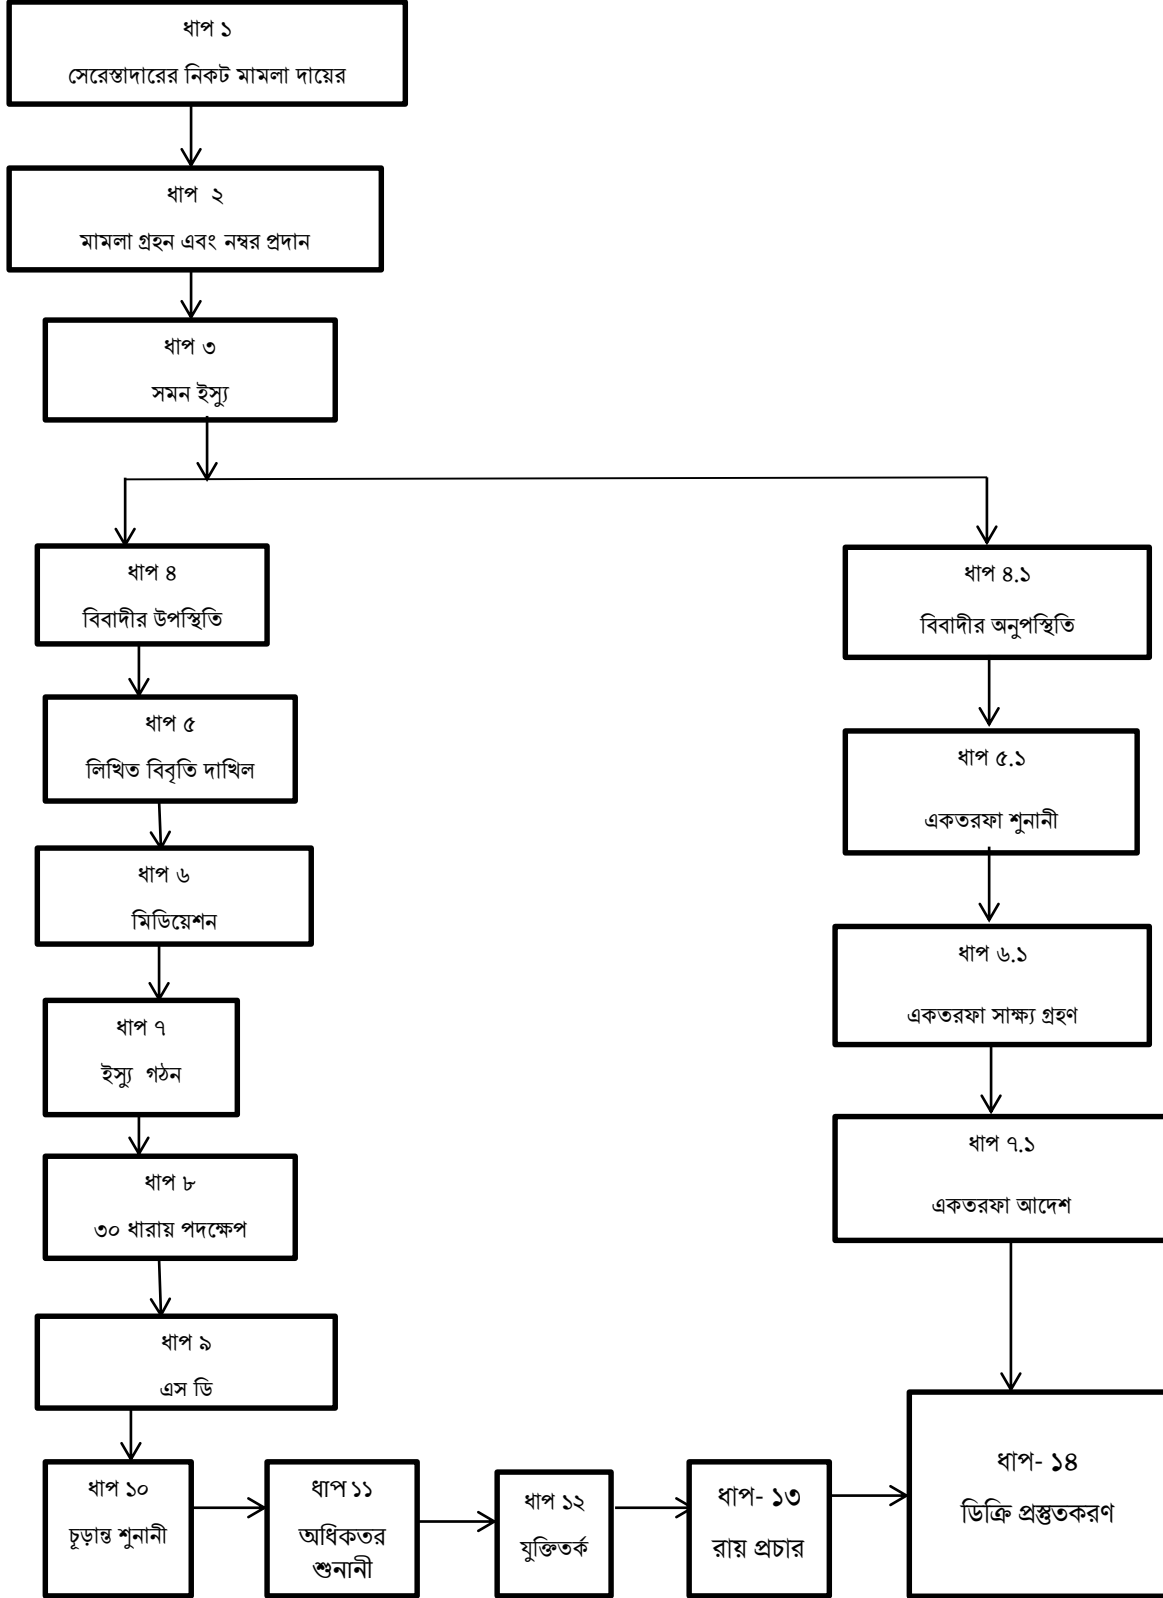 ধাপ ১
সেরেস্তাদারের নিকট মামলা দায়ের
ধাপ ২
মামলা গ্রহন এবং নম্বর প্রদান
ধাপ ৩
সমন ইস্যু
ধাপ ৪
বিবাদীর উপস্থিতি
ধাপ ৫
লিখিত বিবৃতি দাখিল
ধাপ ৬
মিডিয়েশন
ধাপ ৭
ইস্যু গঠন
ধাপ ৮
৩০ ধারায় পদক্ষেপ
ধাপ ৯
এস ডি
ধাপ ৪.১
বিবাদীর অনুপস্থিতি
ধাপ ৫.১
একতরফা শুনানী
ধাপ ৬.১
একতরফা সাক্ষ্য গ্রহণ
ধাপ ৭.১
একতরফা আদেশ
ধাপ ১০
চূড়ান্ত শুনানী
ধাপ ১১
অধিকতর
শুনানী
ধাপ ১২
যুক্তিতর্ক
ধাপ- ১৩
রায় প্রচার
ধাপ- ১৪
ডিক্রি প্রস্তুতকরণ